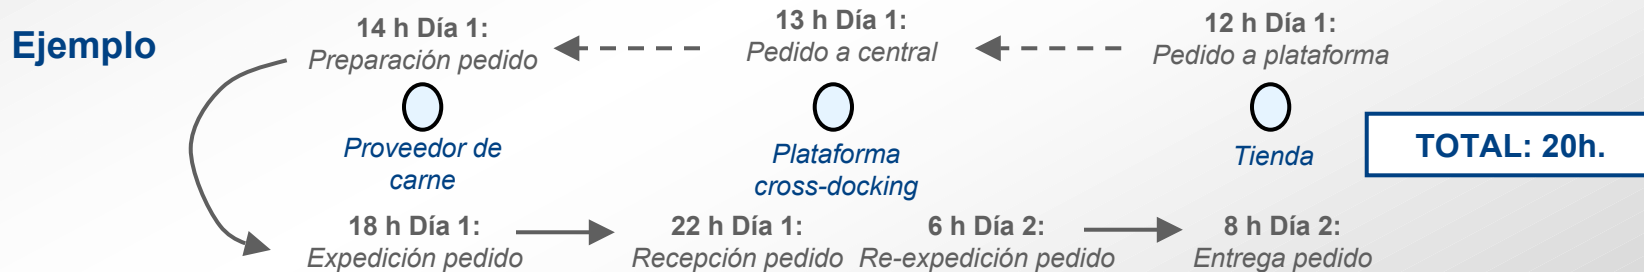 Ejemplo
14 h Día 1:
Preparación pedido
13 h Día 1:
Pedido a central
12 h Día 1:
Pedido a plataforma
Proveedor de
carne
Plataforma
cross-docking
Tienda
TOTAL: 20h.
18 h Día 1:
Expedición pedido
22 h Día 1:
Recepción pedido
6 h Día 2:
Re-expedición pedido
8 h Día 2:
Entrega pedido